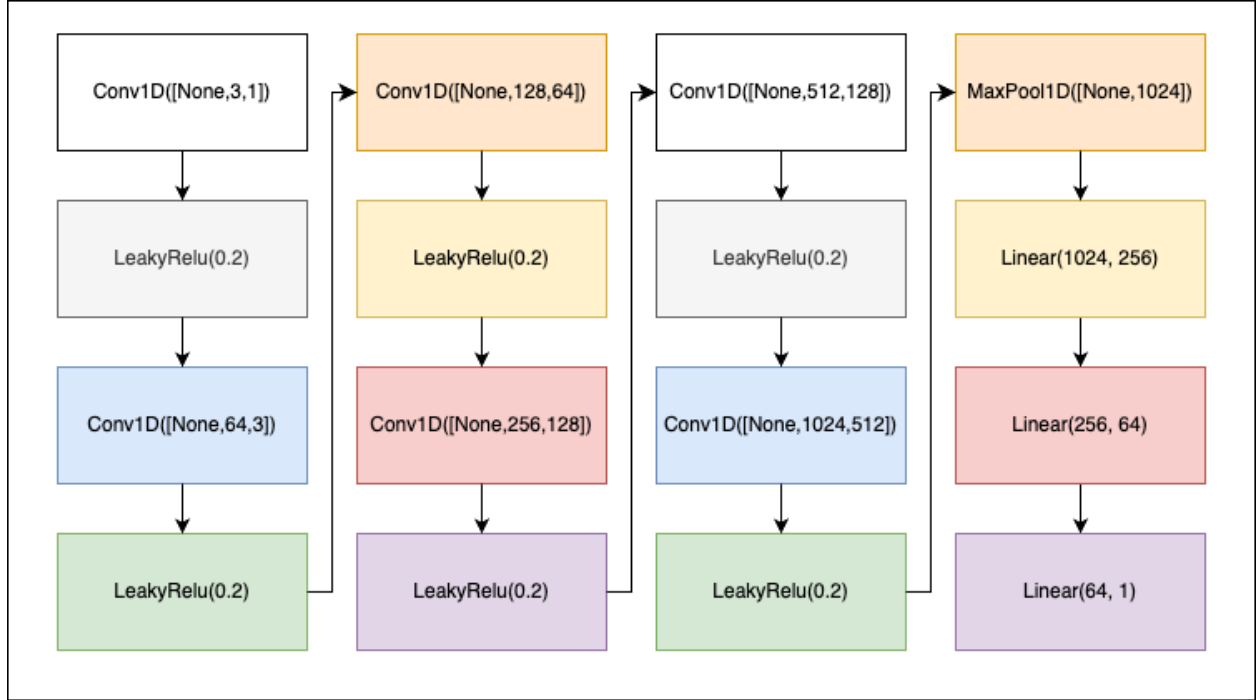 Conv1D([None,3,1])
LeakyRelu(0.2)
Conv1D([None,64,3])
LeakyRelu(0.2)
Conv1D([None,128,64])
LeakyRelu(0.2)
Conv1D([None,256,128])
LeakyRelu(0.2)
Conv1D([None,512,128])
LeakyRelu(0.2)
Conv1D([None,1024,512])
LeakyRelu(0.2)
MaxPool1D([None,1024])
Linear(1024, 256)
Linear(256, 64)
Linear(64, 1)